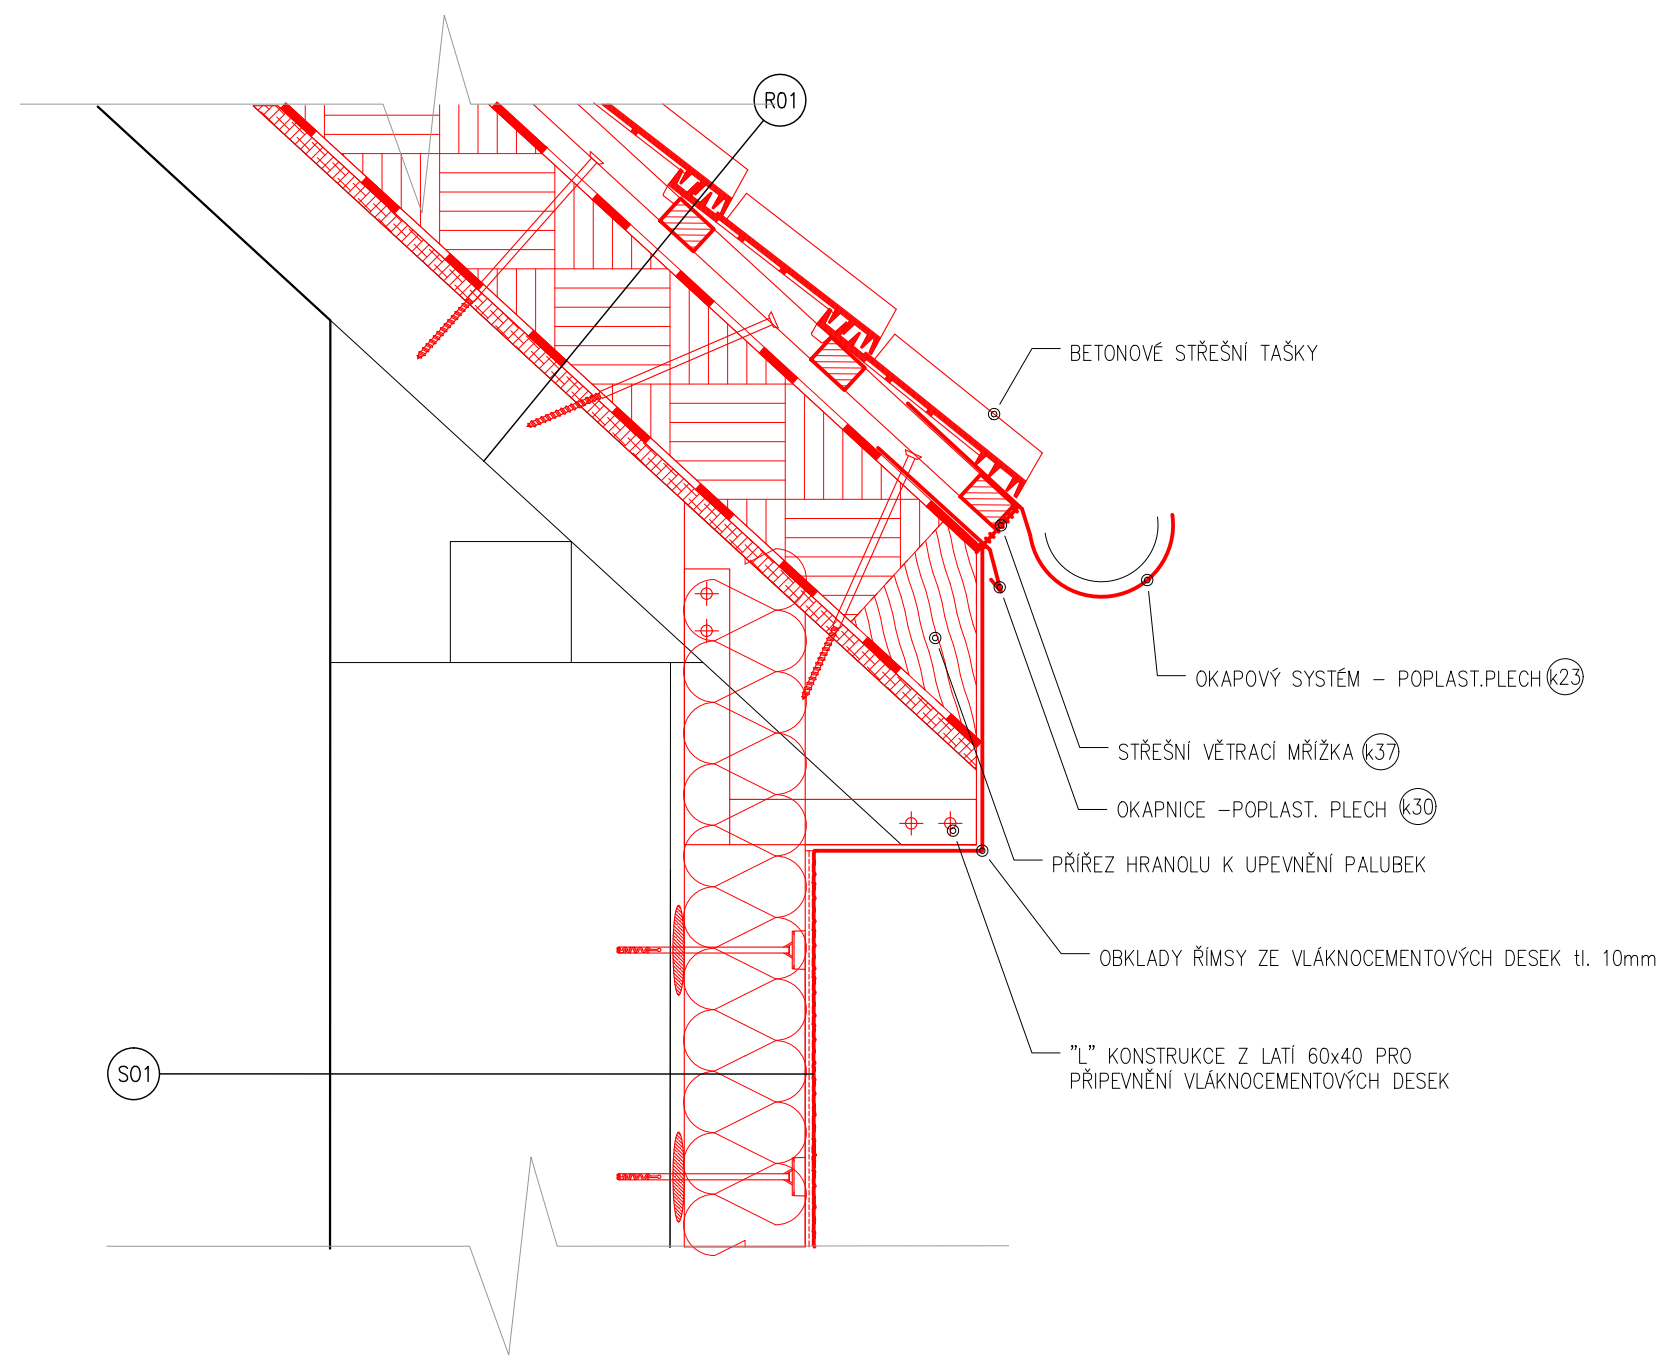 R01
BETONOVÉ STŘEŠNÍ TAŠKY
OKAPOVÝ SYSTÉM - POPLAST.PLECH k23
STŘEŠNÍ VĚTRACÍ MŘÍŽKA k37
OKAPNICE -POPLAST. PLECH k30
PŘÍŘEZ HRANOLU K UPEVNĚNÍ PALUBEK
OBKLADY ŘÍMSY ZE VLÁKNOCEMENTOVÝCH DESEK tl. 10mm
"L" KONSTRUKCE Z LATÍ 60x40 PRO
PŘIPEVNĚNÍ VLÁKNOCEMENTOVÝCH DESEK
S01